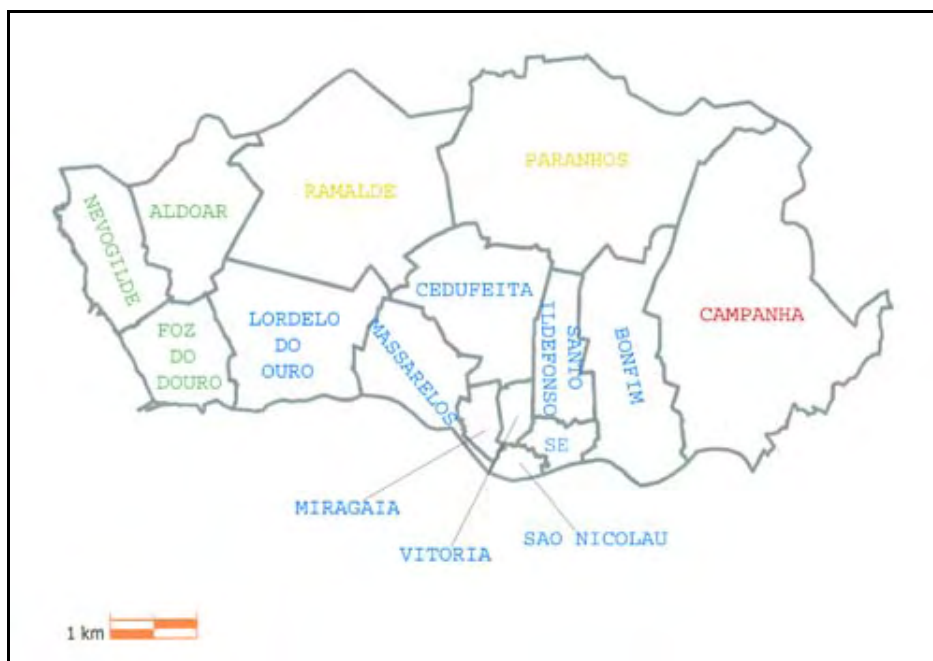 PARANHOS
RAMALDE
ALDOAR
NEVOGILDE
CEDUFEITA
CAMPANHA
LORDELO
DO
OURO
FOZ
DO
DOURO
MASSARELOS
SANTO
ILDEFONSO
BONFIM
SE
MIRAGAIA
VITORIA
SAO NICOLAU
1 km